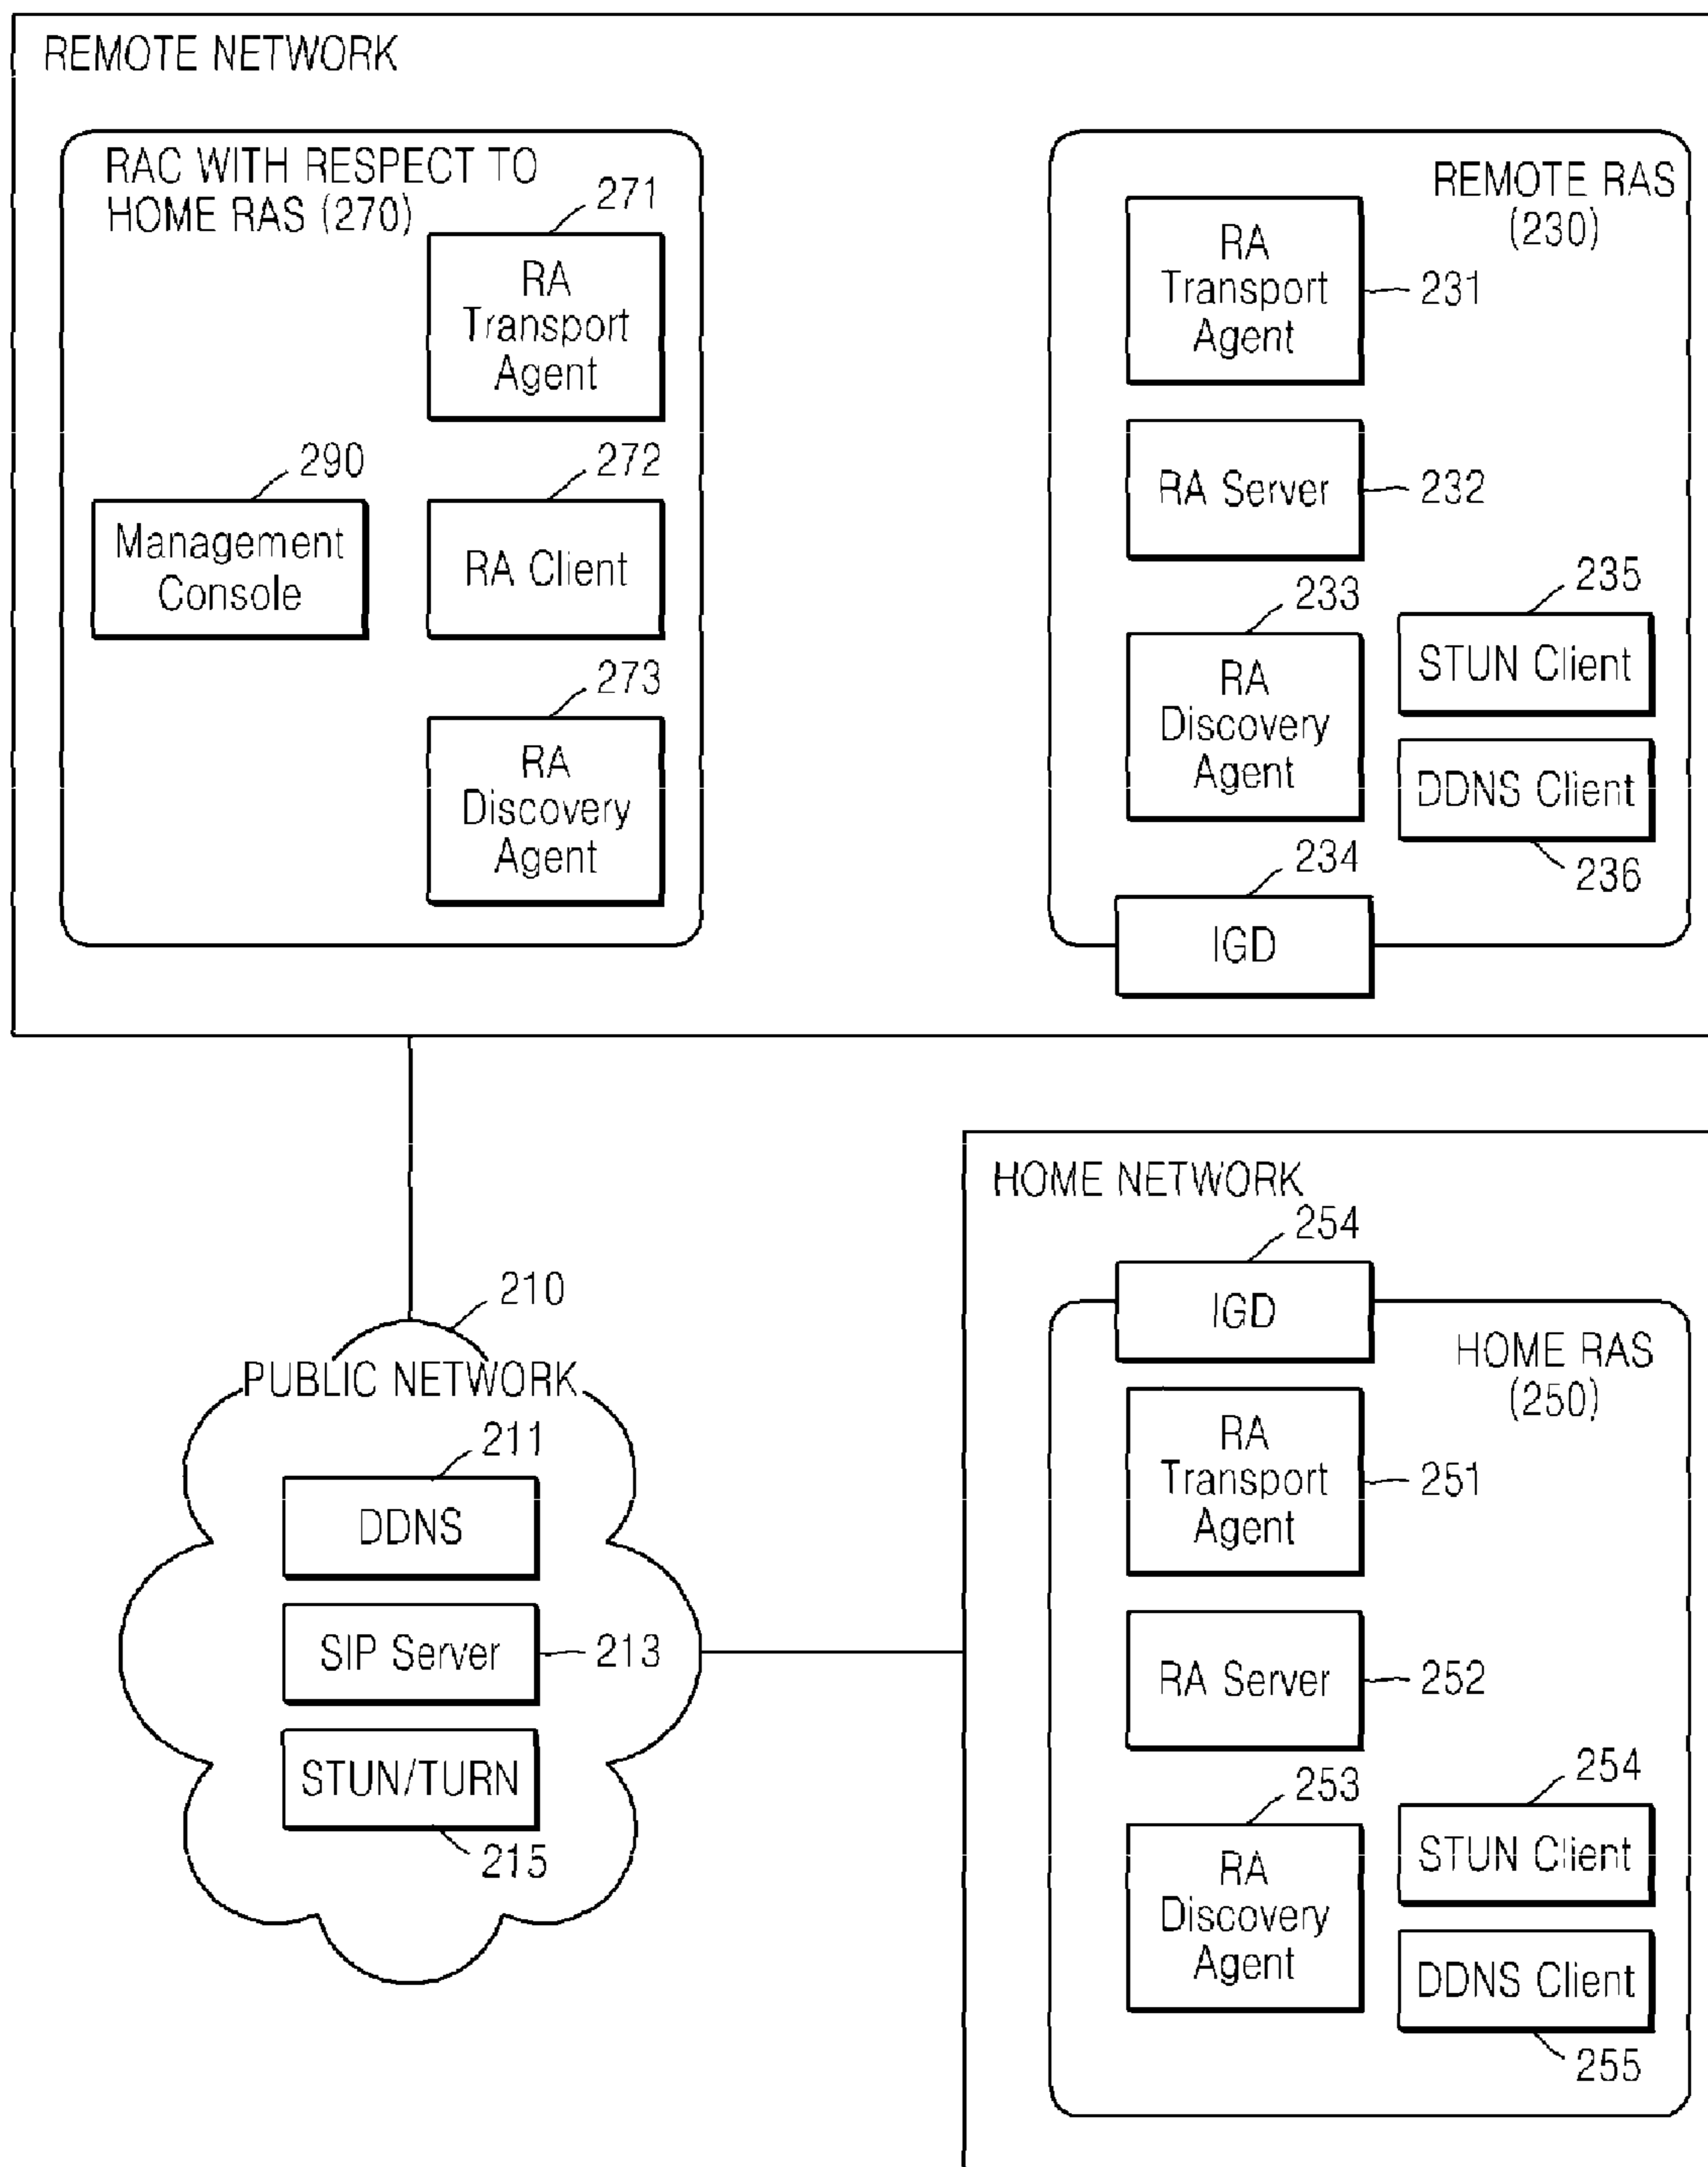 REMOTE NETWORK
RAC WITH RESPECT TO
HOME RAS (270)
271
RA
Transport
Agent
290
Management
Console
272
RA Client
273
RA
Discovery
Agent
REMOTE RAS
(230)
RA
Transport
Agent
231
RA Server
232
233
RA
Discovery
Agent
235
STUN Client
DDNS Client
236
234
IGD
210
PUBLIC NETWORK
211
DDNS
SIP Server
213
STUN/TURN
215
HOME NETWORK
254
IGD
HOME RAS
(250)
RA
Transport
Agent
251
RA Server
252
253
RA
Discovery
Agent
254
STUN Client
DDNS Client
255